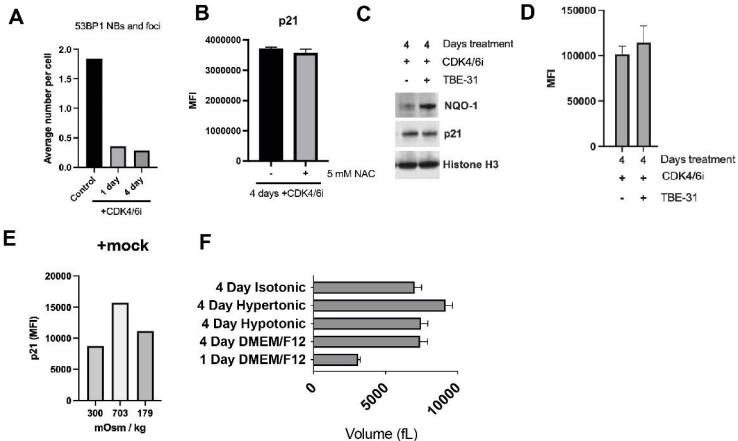 A
53BP1 NBs and foci
Average number per cell
2.0
1.5
1.0
0.5
0.0
Control
1 day
4 day
+CDK4/6i
B
p21
MFI
4000000
3000000
2000000
1000000
0
- +
5 mM NAC
4 days +CDK4/6i
C
4 4 Days treatment
+ + CDK4/6i
- + TBE-31
NQO-1
p21
Histone H3
D
MFI
150000
100000
50000
0
4 4 Days treatment
+ + CDK4/6i
- + TBE-31
E
+mock
p21 (MFI)
20000
15000
10000
5000
0
300 703 179
mOsm / kg
F
4 Day Isotonic
4 Day Hypertonic
4 Day Hypotonic
4 Day DMEM/F12
1 Day DMEM/F12
0 5000 10000
Volume (fL)